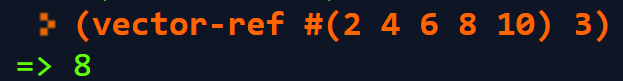 (vector-ref #(2 4 6 8 10) 3)
=> 8